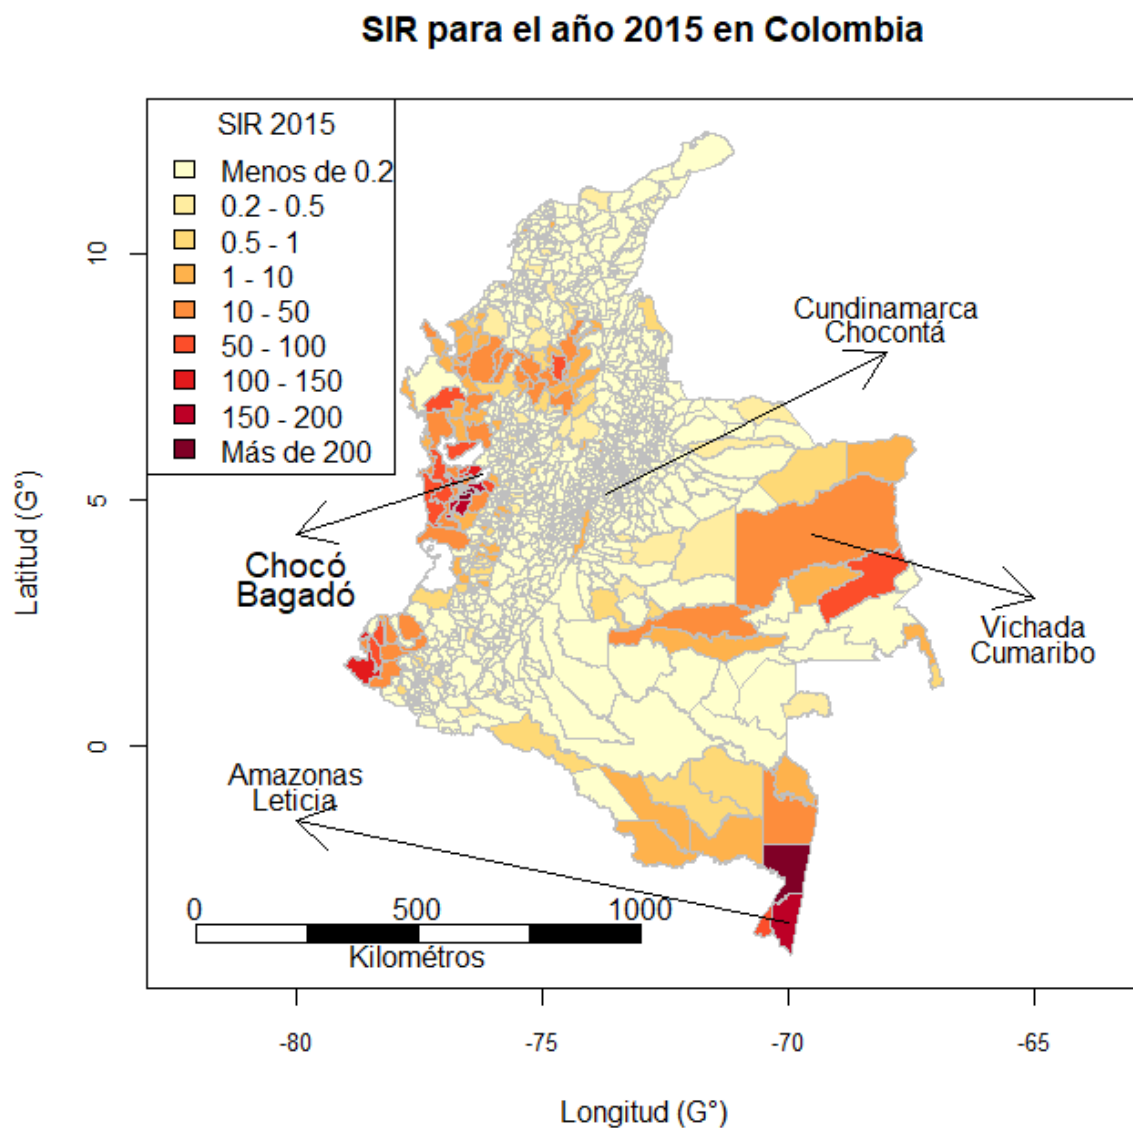 SIR para el año 2015 en Colombia
SIR 2015
Menos de 0.2
0.2 - 0.5
0.5 - 1
1 - 10
10 - 50
50 - 100
100 - 150
150 - 200
Más de 200
Cundinamarca
Chocontá
Chocó
Bagadó
Vichada
Cumaribo
Amazonas
Leticia
0 500 1000
Kilométros
10
5
0
Latitud (G°)
-80 -75 -70 -65
Longitud (G°)